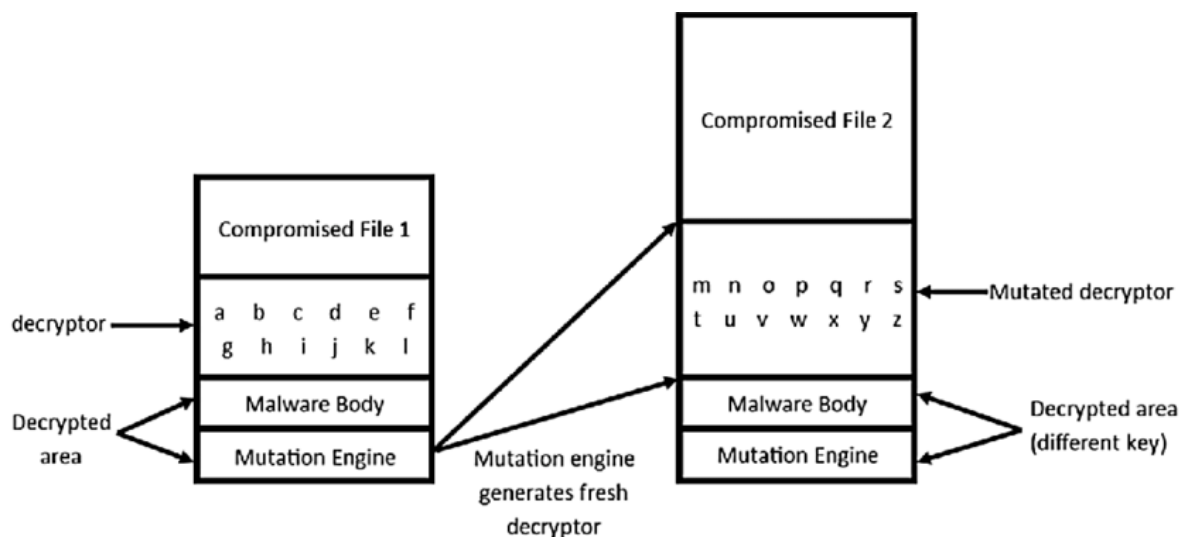 Compromised File 1
decryptor
a b c d e f
g h i j k l
Malware Body
Decrypted
area
Mutation Engine
Mutation engine
generates fresh
decryptor
Compromised File 2
m n o p q r s
t u v w x y z
Mutated decryptor
Malware Body
Mutation Engine
Decrypted area
(different key)